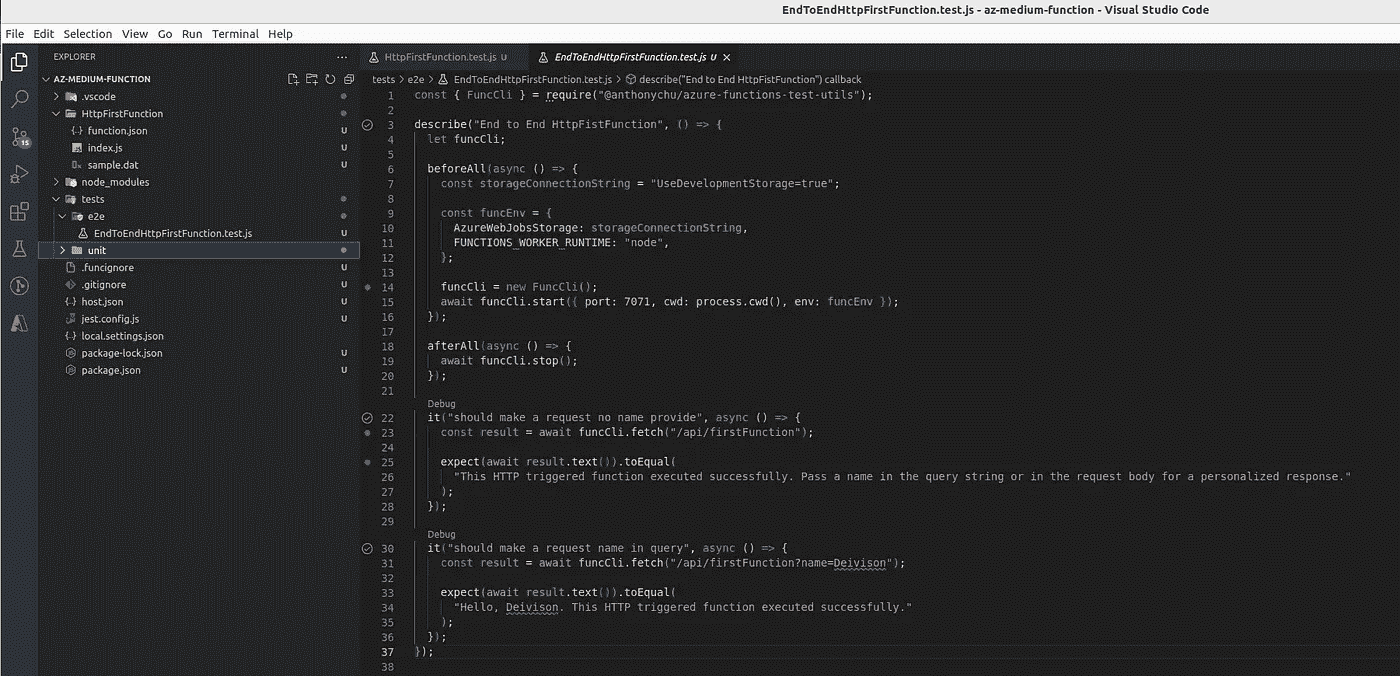 EndToEndHttpFirstFunction.test.js - az-medium-function - Visual Studio Code
File Edit Selection View Go Run Terminal Help
EXPLORER ...
AZ-MEDIUM-FUNCTION
.vscode
HttpFirstFunction
{} function.json U
index.js U
sample.dat U
node_modules
tests
e2e
EndToEndHttpFirstFunction.test.js
unit
.funcignore U
.gitignore U
{} host.json U
jest.config.js U
{} local.settings.json
package-lock.json U
package.json U
15
HttpFirstFunction.test.js U
EndToEndHttpFirstFunction.test.js U ×
tests > e2e > EndToEndHttpFirstFunction.test.js > describe("End to End HttpFistFunction") callback
1 const { FuncCli } = require("@anthonychu/azure-functions-test-utils");
2
3 describe("End to End HttpFistFunction", () => {
4 let funcCli;
5
6 beforeAll(async () => {
7 const storageConnectionString = "UseDevelopmentStorage=true";
8
9 const funcEnv = {
10 AzureWebJobsStorage: storageConnectionString,
11 FUNCTIONS_WORKER_RUNTIME: "node",
12 };
13
14 funcCli = new FuncCli();
15 await funcCli.start({ port: 7071, cwd: process.cwd(), env: funcEnv });
16 });
17
18 afterAll(async () => {
19 await funcCli.stop();
20 });
21
Debug
22 it("should make a request no name provide", async () => {
23 const result = await funcCli.fetch("/api/firstFunction");
24
25 expect(await result.text()).toEqual(
26 "This HTTP triggered function executed successfully. Pass a name in the query string or in the request body for a personalized response."
27 );
28 });
29
Debug
30 it("should make a request name in query", async () => {
31 const result = await funcCli.fetch("/api/firstFunction?name=Deivison");
32
33 expect(await result.text()).toEqual(
34 "Hello, Deivison. This HTTP triggered function executed successfully."
35 );
36 });
37 });
38